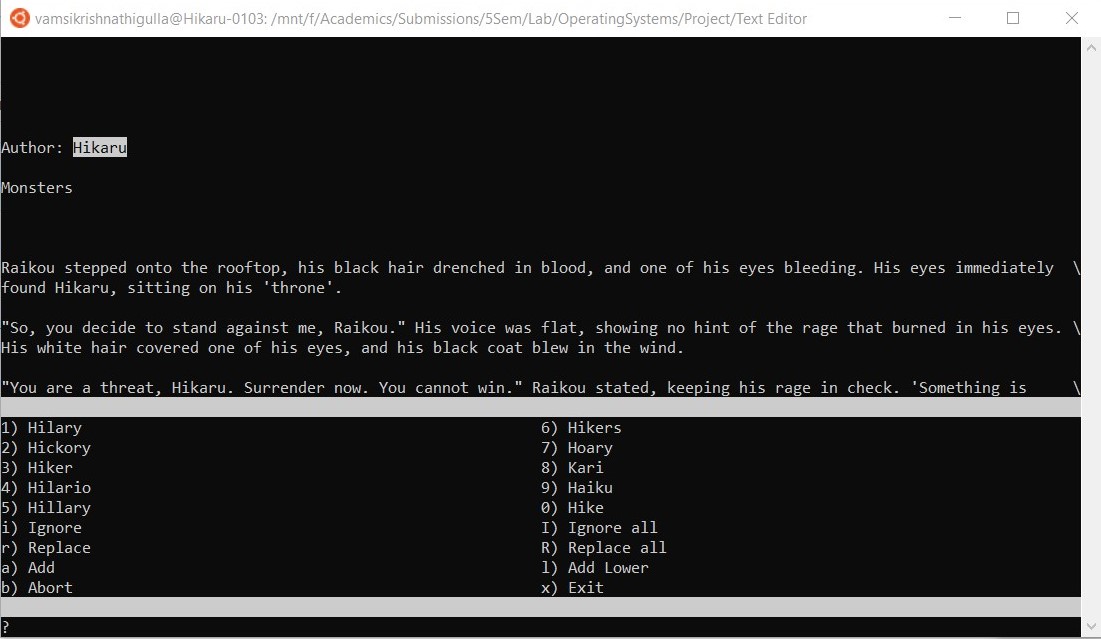 vamsikrishnathigulla@Hikaru-0103: /mnt/f/Academics/Submissions/5Sem/Lab/OperatingSystems/Project/Text Editor
Author: Hikaru
Monsters
Raikou stepped onto the rooftop, his black hair drenched in blood, and one of his eyes bleeding. His eyes immediately \
found Hikaru, sitting on his 'throne'.
"So, you decide to stand against me, Raikou." His voice was flat, showing no hint of the rage that burned in his eyes. \
His white hair covered one of his eyes, and his black coat blew in the wind.
"You are a threat, Hikaru. Surrender now. You cannot win." Raikou stated, keeping his rage in check. 'Something is \
1) Hilary 6) Hikers
2) Hickory 7) Hoary
3) Hiker 8) Kari
4) Hilario 9) Haiku
5) Hillary 0) Hike
i) Ignore I) Ignore all
r) Replace R) Replace all
a) Add l) Add Lower
b) Abort x) Exit
?